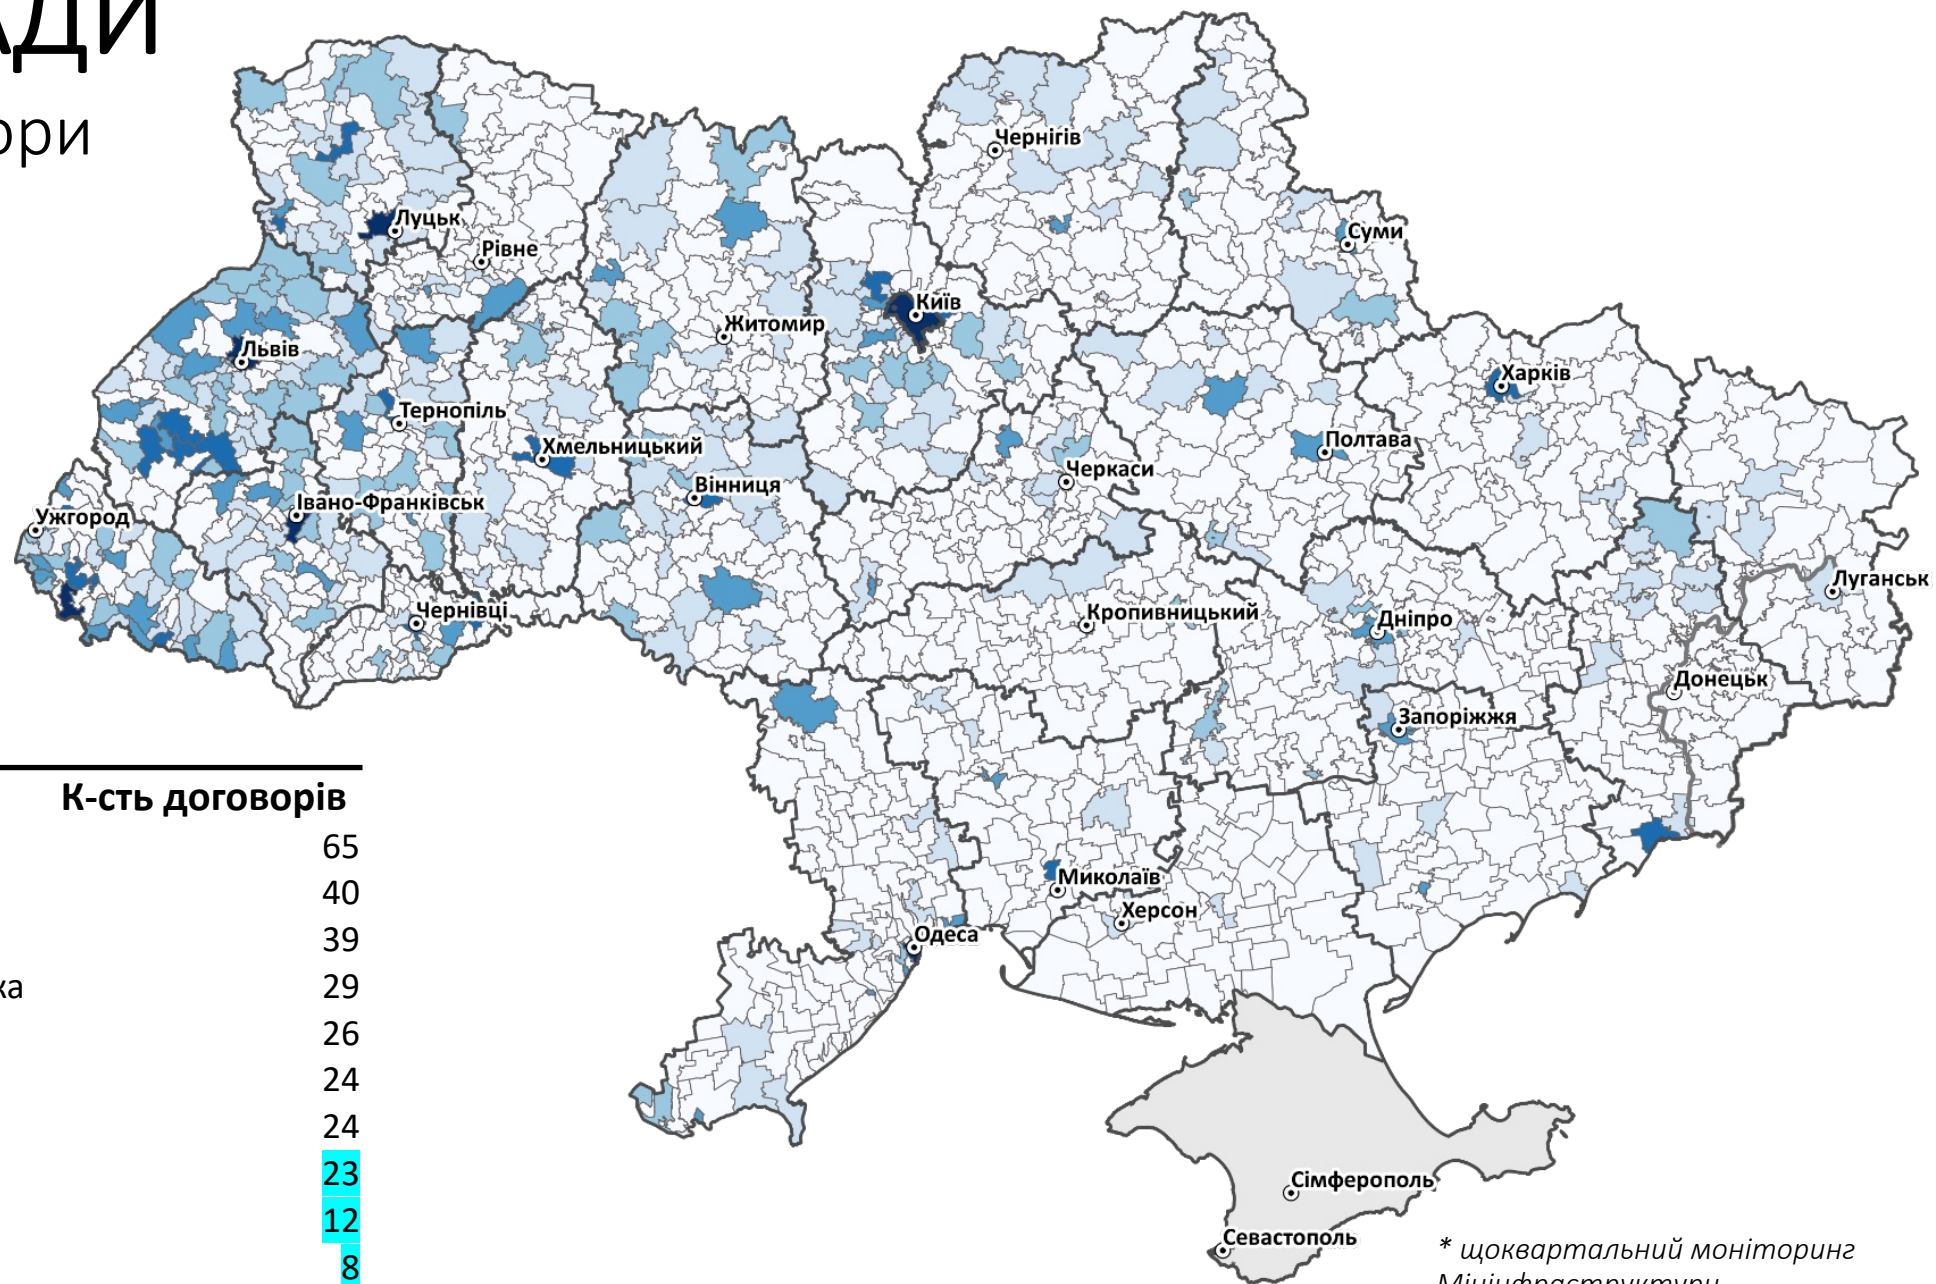 АДИ
ори
Чернігів
Луцьк
Суми
Рівне
Київ
Житомир
Львів
Харків
Тернопіль
Полтава
Хмельницький
Черкаси
Вінниця
Івано-Франківськ
Ужгород
Луганськ
Чернівці
Кропивницький
Дніпро
Донецьк
Запоріжжя
К-сть договорів
65
40
39
ка 29
26
24
24
23
12
8
Миколаїв
Херсон
Одеса
Сімферополь
Севастополь
* щоквартальний моніторинг
Мінінфраструктури